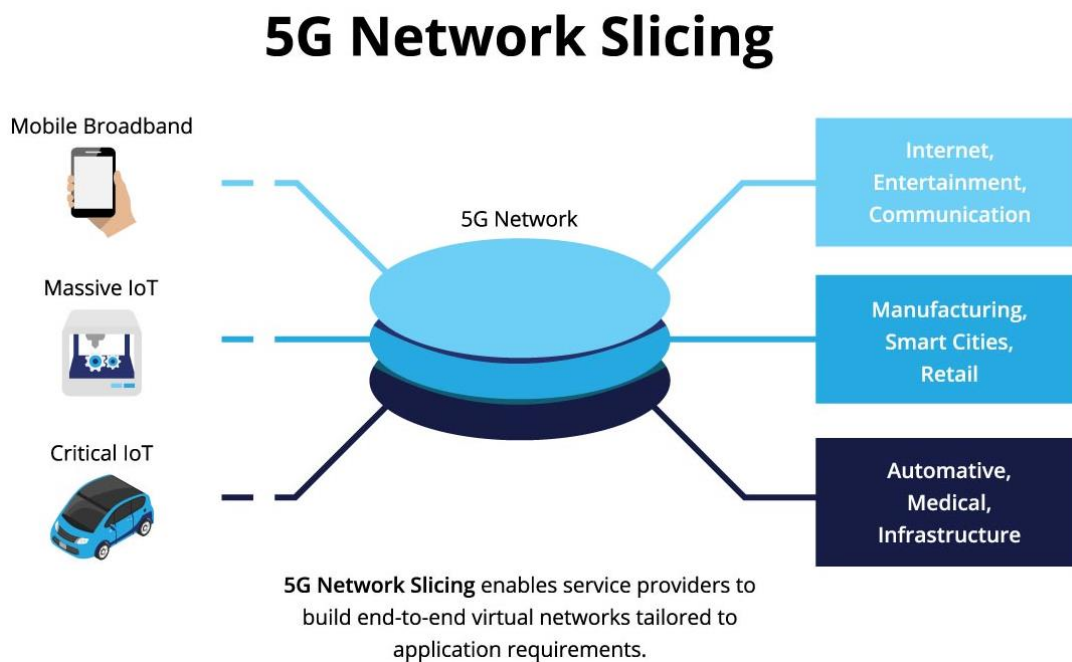 5G Network Slicing
Mobile Broadband
Internet,
Entertainment,
Communication
5G Network
Massive IoT
Manufacturing,
Smart Cities,
Retail
Critical IoT
Automative,
Medical,
Infrastructure
5G Network Slicing enables service providers to
build end-to-end virtual networks tailored to
application requirements.